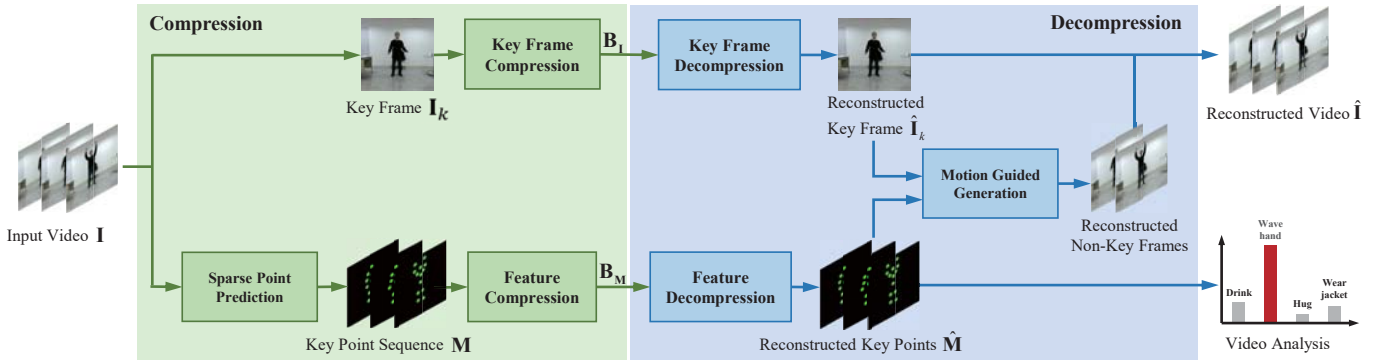 Compression
Decompression
Key Frame
Compression
B_I
Key Frame
Decompression
Key Frame I_k
Reconstructed
Key Frame Î_k
Reconstructed Video Î
Input Video I
Motion Guided
Generation
Reconstructed
Non-Key Frames
Sparse Point
Prediction
Feature
Compression
B_M
Feature
Decompression
Key Point Sequence M
Reconstructed Key Points M̂
Wave
hand
Drink
Hug
Wear
jacket
Video Analysis